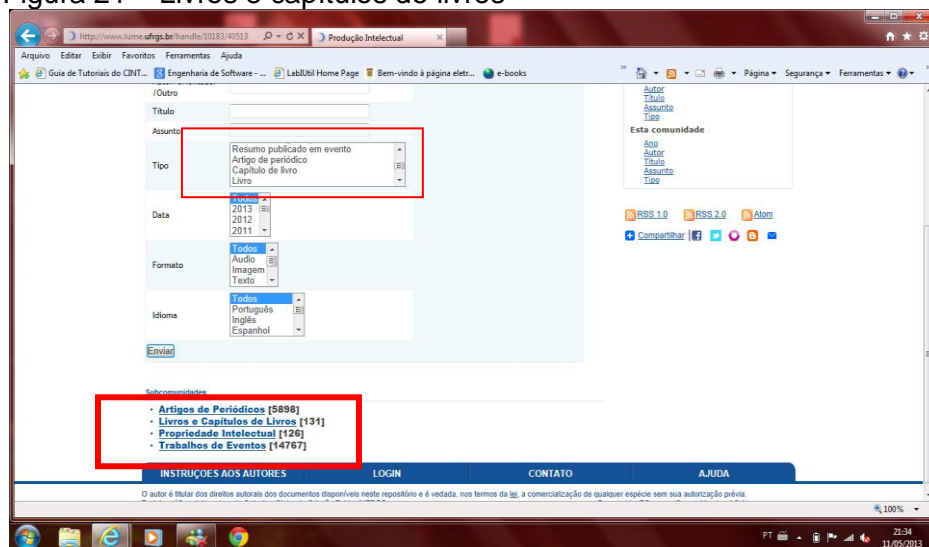 Figura 21 – Livros e capítulos de livros
http://www.lume.ufrgs.br/handle/10183/40513
Produção Intelectual
Arquivo Editar Exibir Favoritos Ferramentas Ajuda
Guia de Tutoriais do CINT... Engenharia de Software - ... LabIUtil Home Page Bem-vindo à página eletr... e-books
Página Segurança Ferramentas
/Outro
Título
Assunto
Tipo
Resumo publicado em evento
Artigo de periódico
Capítulo de livro
Livro
Data
Todos
2013
2012
2011
Formato
Todos
Audio
Imagem
Texto
Idioma
Todos
Português
Inglês
Espanhol
Enviar
Autor
Título
Assunto
Tipo
Esta comunidade
Ano
Autor
Título
Assunto
Tipo
RSS 1.0 RSS 2.0 Atom
Compartilhar
Subcomunidades
Artigos de Periódicos [5898]
Livros e Capítulos de Livros [131]
Propriedade Intelectual [126]
Trabalhos de Eventos [14767]
INSTRUÇÕES AOS AUTORES LOGIN CONTATO AJUDA
O autor é titular dos direitos autorais dos documentos disponíveis neste repositório e é vedada, nos termos da lei, a comercialização de qualquer espécie sem sua autorização prévia.
100%
PT
21:34
11/05/2013